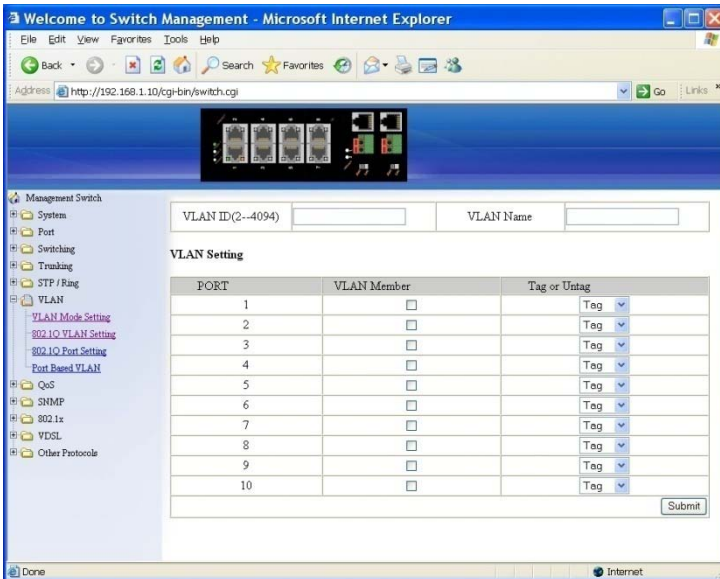 Welcome to Switch Management - Microsoft Internet Explorer
File Edit View Favorites Tools Help
Back Search Favorites
Address http://192.168.1.10/cgi-bin/switch.cgi Go Links
Management Switch
System
Port
Switching
Trunking
STP / Ring
VLAN
VLAN Mode Setting
802.1Q VLAN Setting
802.1Q Port Setting
Port Based VLAN
QoS
SNMP
802.1x
VDSL
Other Protocols
VLAN ID(2--4094) VLAN Name
VLAN Setting
PORT VLAN Member Tag or Untag
1 Tag
2 Tag
3 Tag
4 Tag
5 Tag
6 Tag
7 Tag
8 Tag
9 Tag
10 Tag
Submit
Done Internet